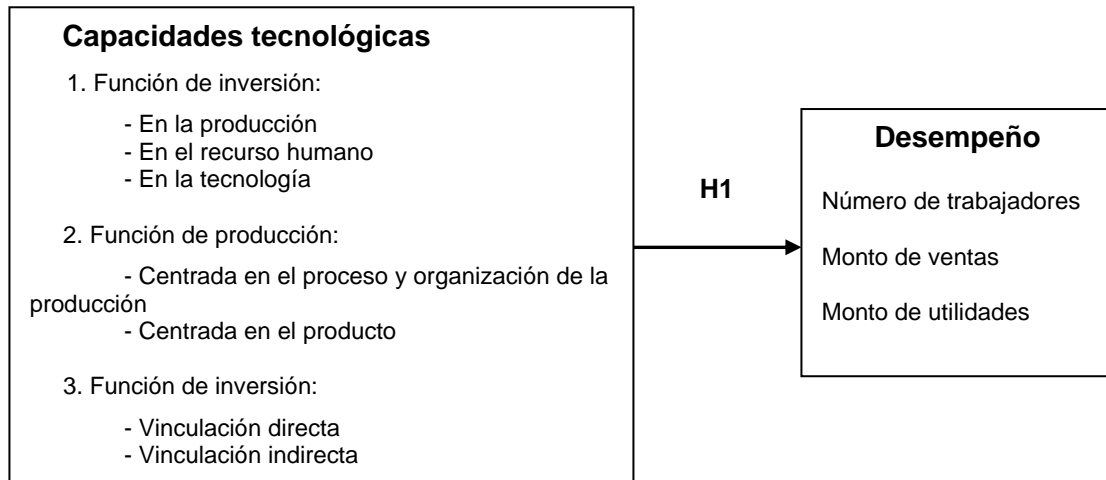 Capacidades tecnológicas
1. Función de inversión:
- En la producción
- En el recurso humano
- En la tecnología
2. Función de producción:
- Centrada en el proceso y organización de la
producción
- Centrada en el producto
3. Función de inversión:
- Vinculación directa
- Vinculación indirecta
H1
Desempeño
Número de trabajadores
Monto de ventas
Monto de utilidades